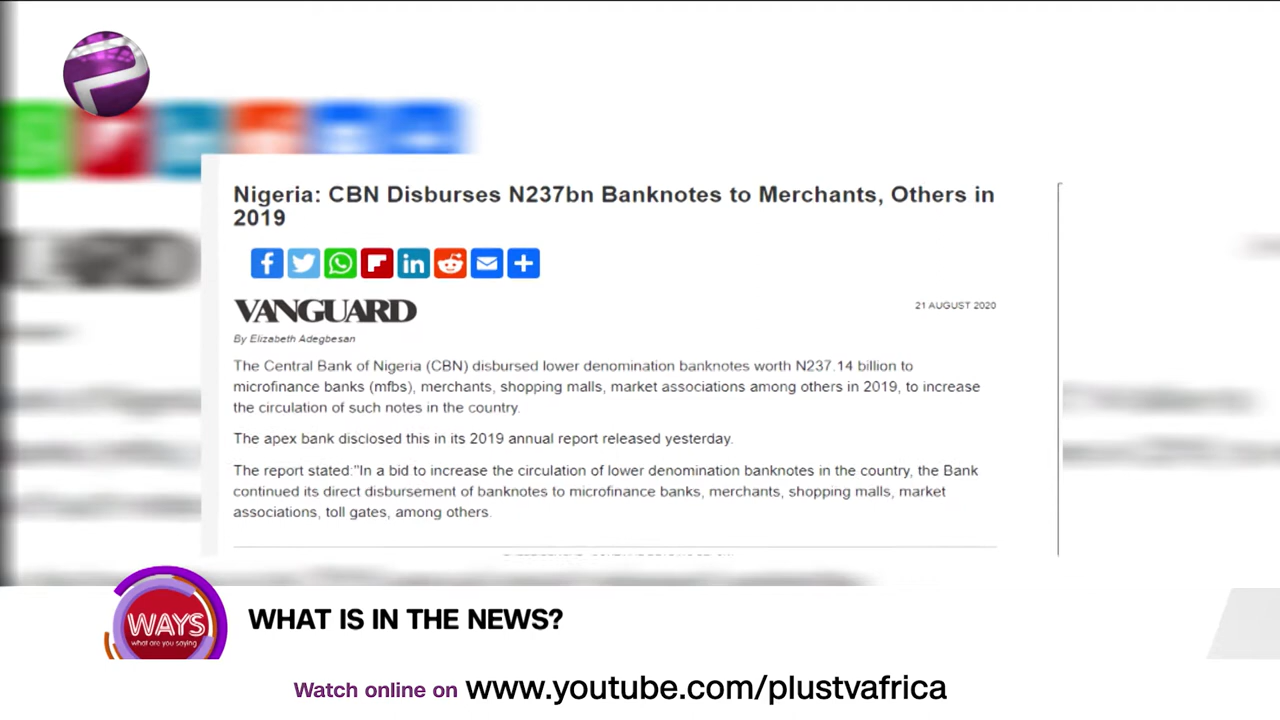 Nigeria: CBN Disburses N237bn Banknotes to Merchants, Others in
2019
VANGUARD
21 AUGUST 2020
By Elizabeth Adegbesan
The Central Bank of Nigeria (CBN) disbursed lower denomination banknotes worth N237.14 billion to
microfinance banks (mfbs), merchants, shopping malls, market associations among others in 2019, to increase
the circulation of such notes in the country.
The apex bank disclosed this in its 2019 annual report released yesterday.
The report stated:"In a bid to increase the circulation of lower denomination banknotes in the country, the Bank
continued its direct disbursement of banknotes to microfinance banks, merchants, shopping malls, market
associations, toll gates, among others.
WAYS
what are you saying
WHAT IS IN THE NEWS?
Watch online on www.youtube.com/plustvafrica